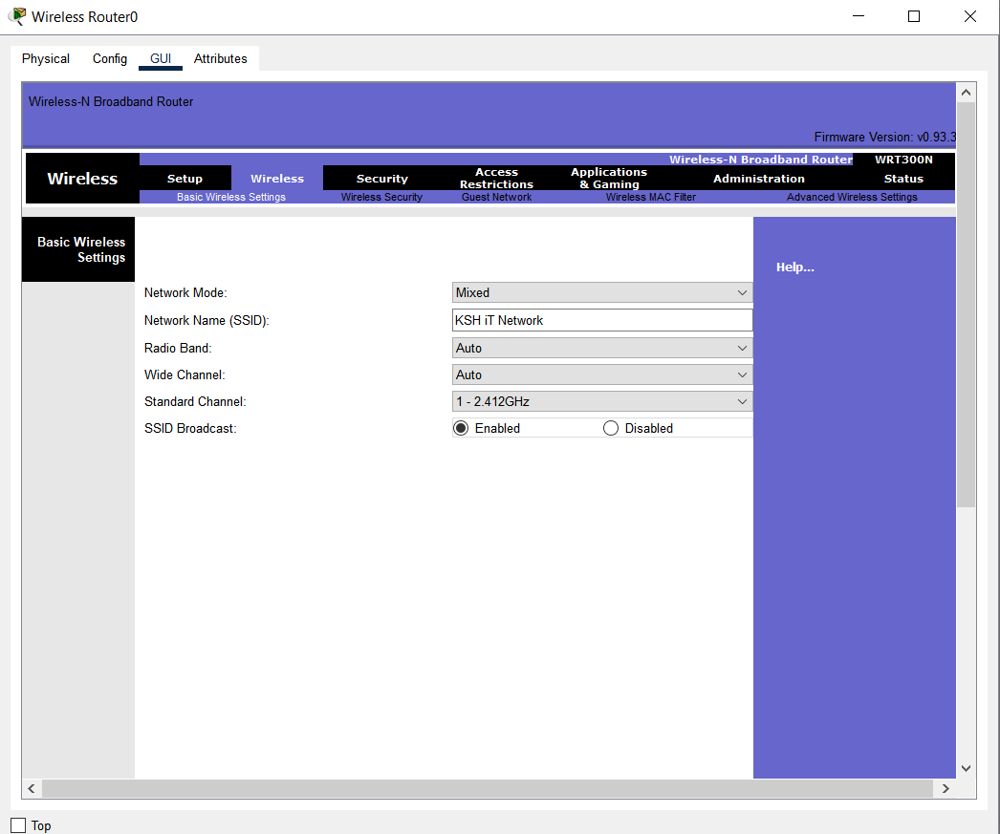 Wireless Router0
Physical Config GUI Attributes
Wireless-N Broadband Router
Firmware Version: v0.93.3
Wireless-N Broadband Router WRT300N
Wireless Setup Wireless Security Access Restrictions Applications & Gaming Administration Status
Basic Wireless Settings Wireless Security Guest Network Wireless MAC Filter Advanced Wireless Settings
Basic Wireless
Settings
Help...
Network Mode: Mixed
Network Name (SSID): KSH iT Network
Radio Band: Auto
Wide Channel: Auto
Standard Channel: 1 - 2.412GHz
SSID Broadcast: Enabled Disabled
Top